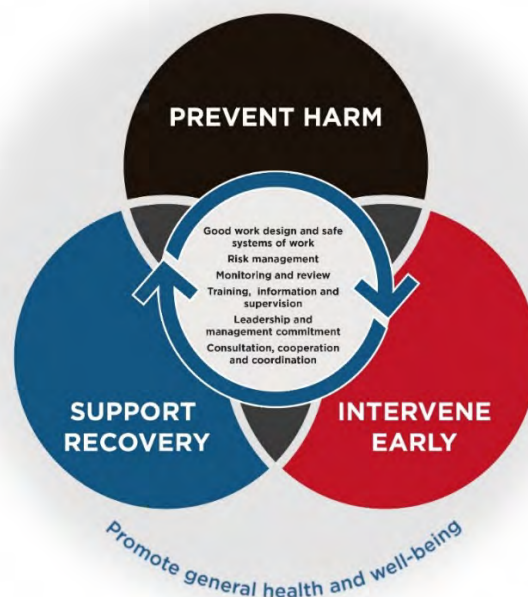 PREVENT HARM
Good work design and safe
systems of work
Risk management
Monitoring and review
Training, information and
supervision
Leadership and
management commitment
Consultation, cooperation
and coordination
SUPPORT
RECOVERY
INTERVENE
EARLY
Promote general health and well-being